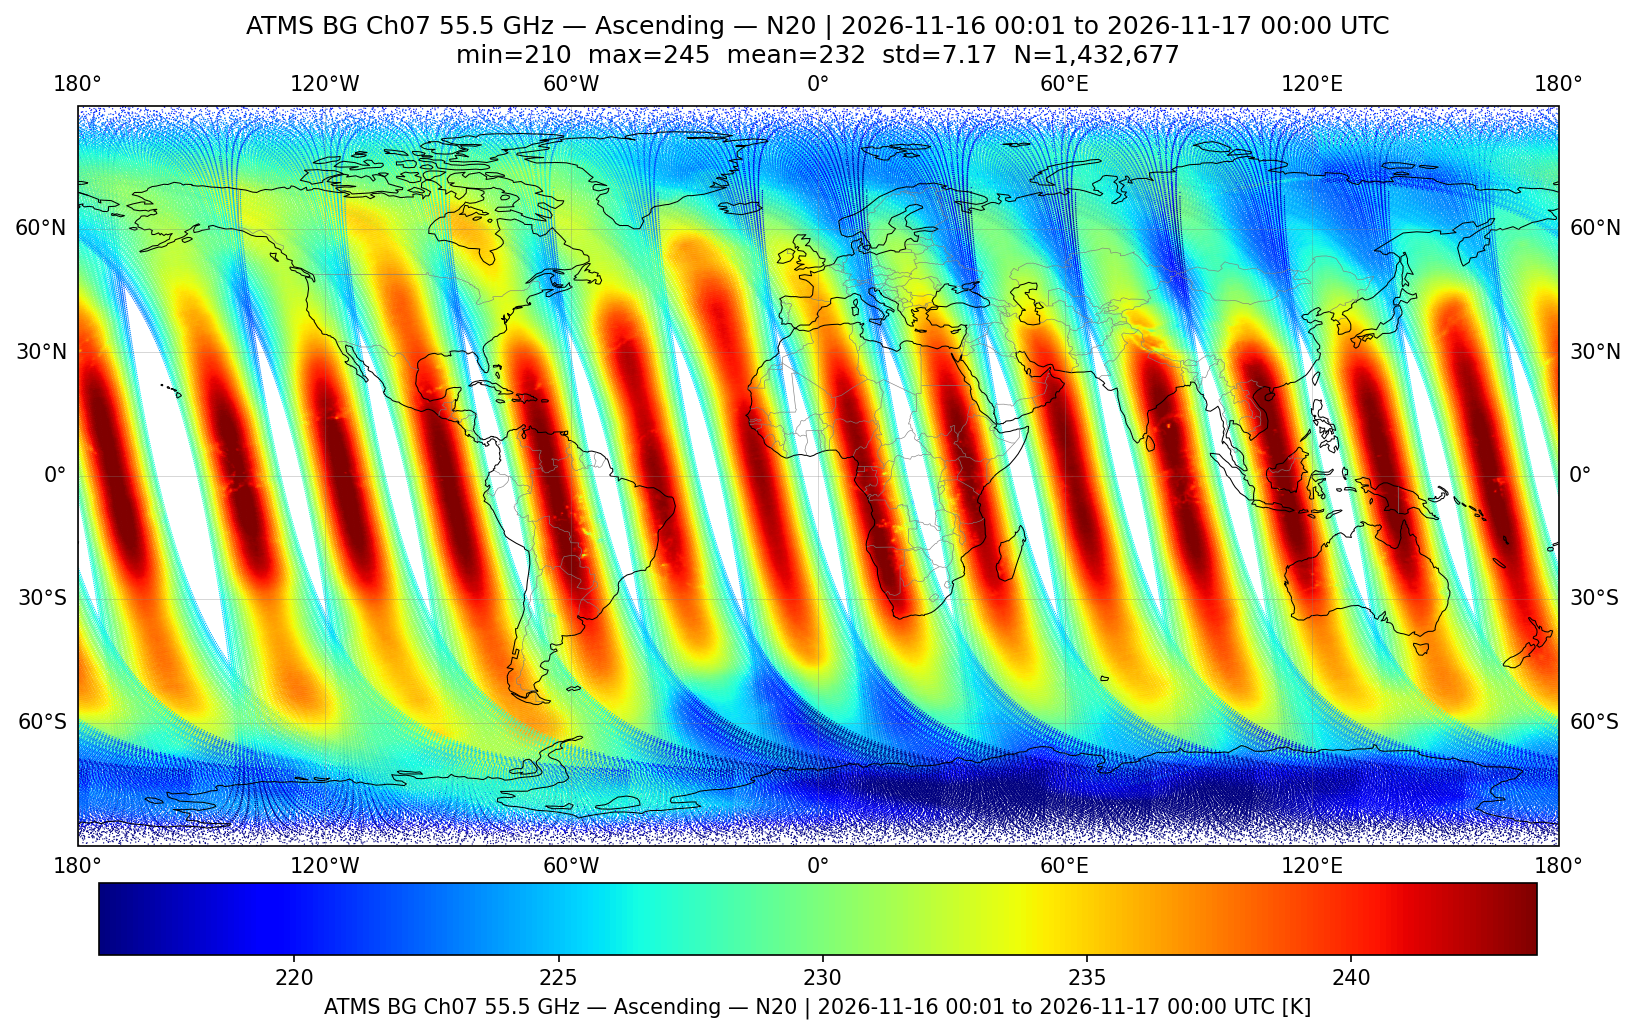 ATMS BG Ch07 55.5 GHz — Ascending — N20 | 2026-11-16 00:01 to 2026-11-17 00:00 UTC
min=210 max=245 mean=232 std=7.17 N=1,432,677
180° 120°W 60°W 0° 60°E 120°E 180°
60°N 60°N
30°N 30°N
0° 0°
30°S 30°S
60°S 60°S
180° 120°W 60°W 0° 60°E 120°E 180°
220 225 230 235 240
ATMS BG Ch07 55.5 GHz — Ascending — N20 | 2026-11-16 00:01 to 2026-11-17 00:00 UTC [K]